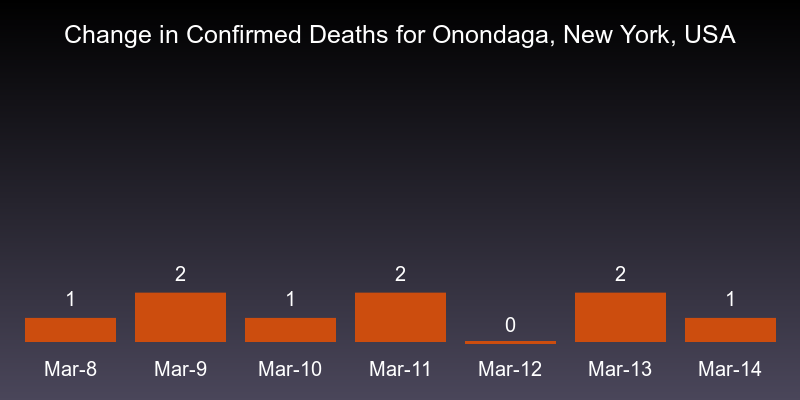 Change in Confirmed Deaths for Onondaga, New York, USA
1 2 1 2 0 2 1
Mar-8 Mar-9 Mar-10 Mar-11 Mar-12 Mar-13 Mar-14